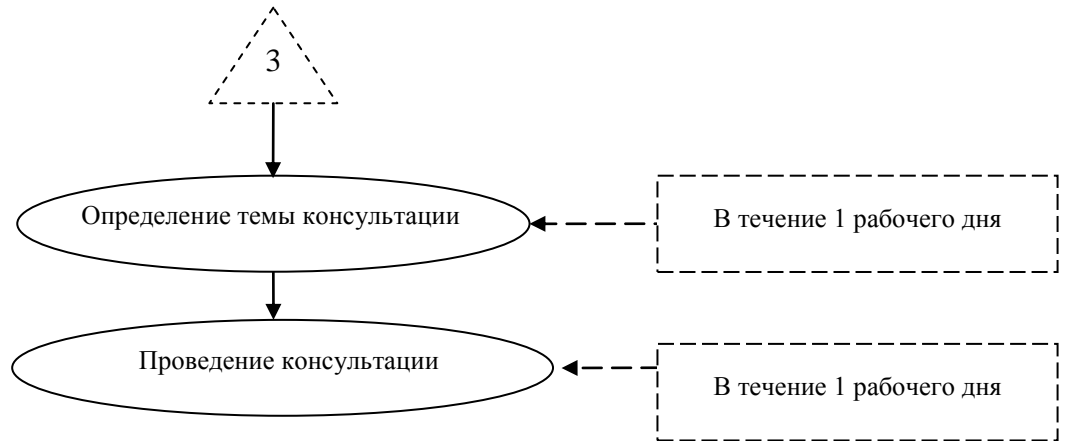 3
Определение темы консультации
В течение 1 рабочего дня
Проведение консультации
В течение 1 рабочего дня